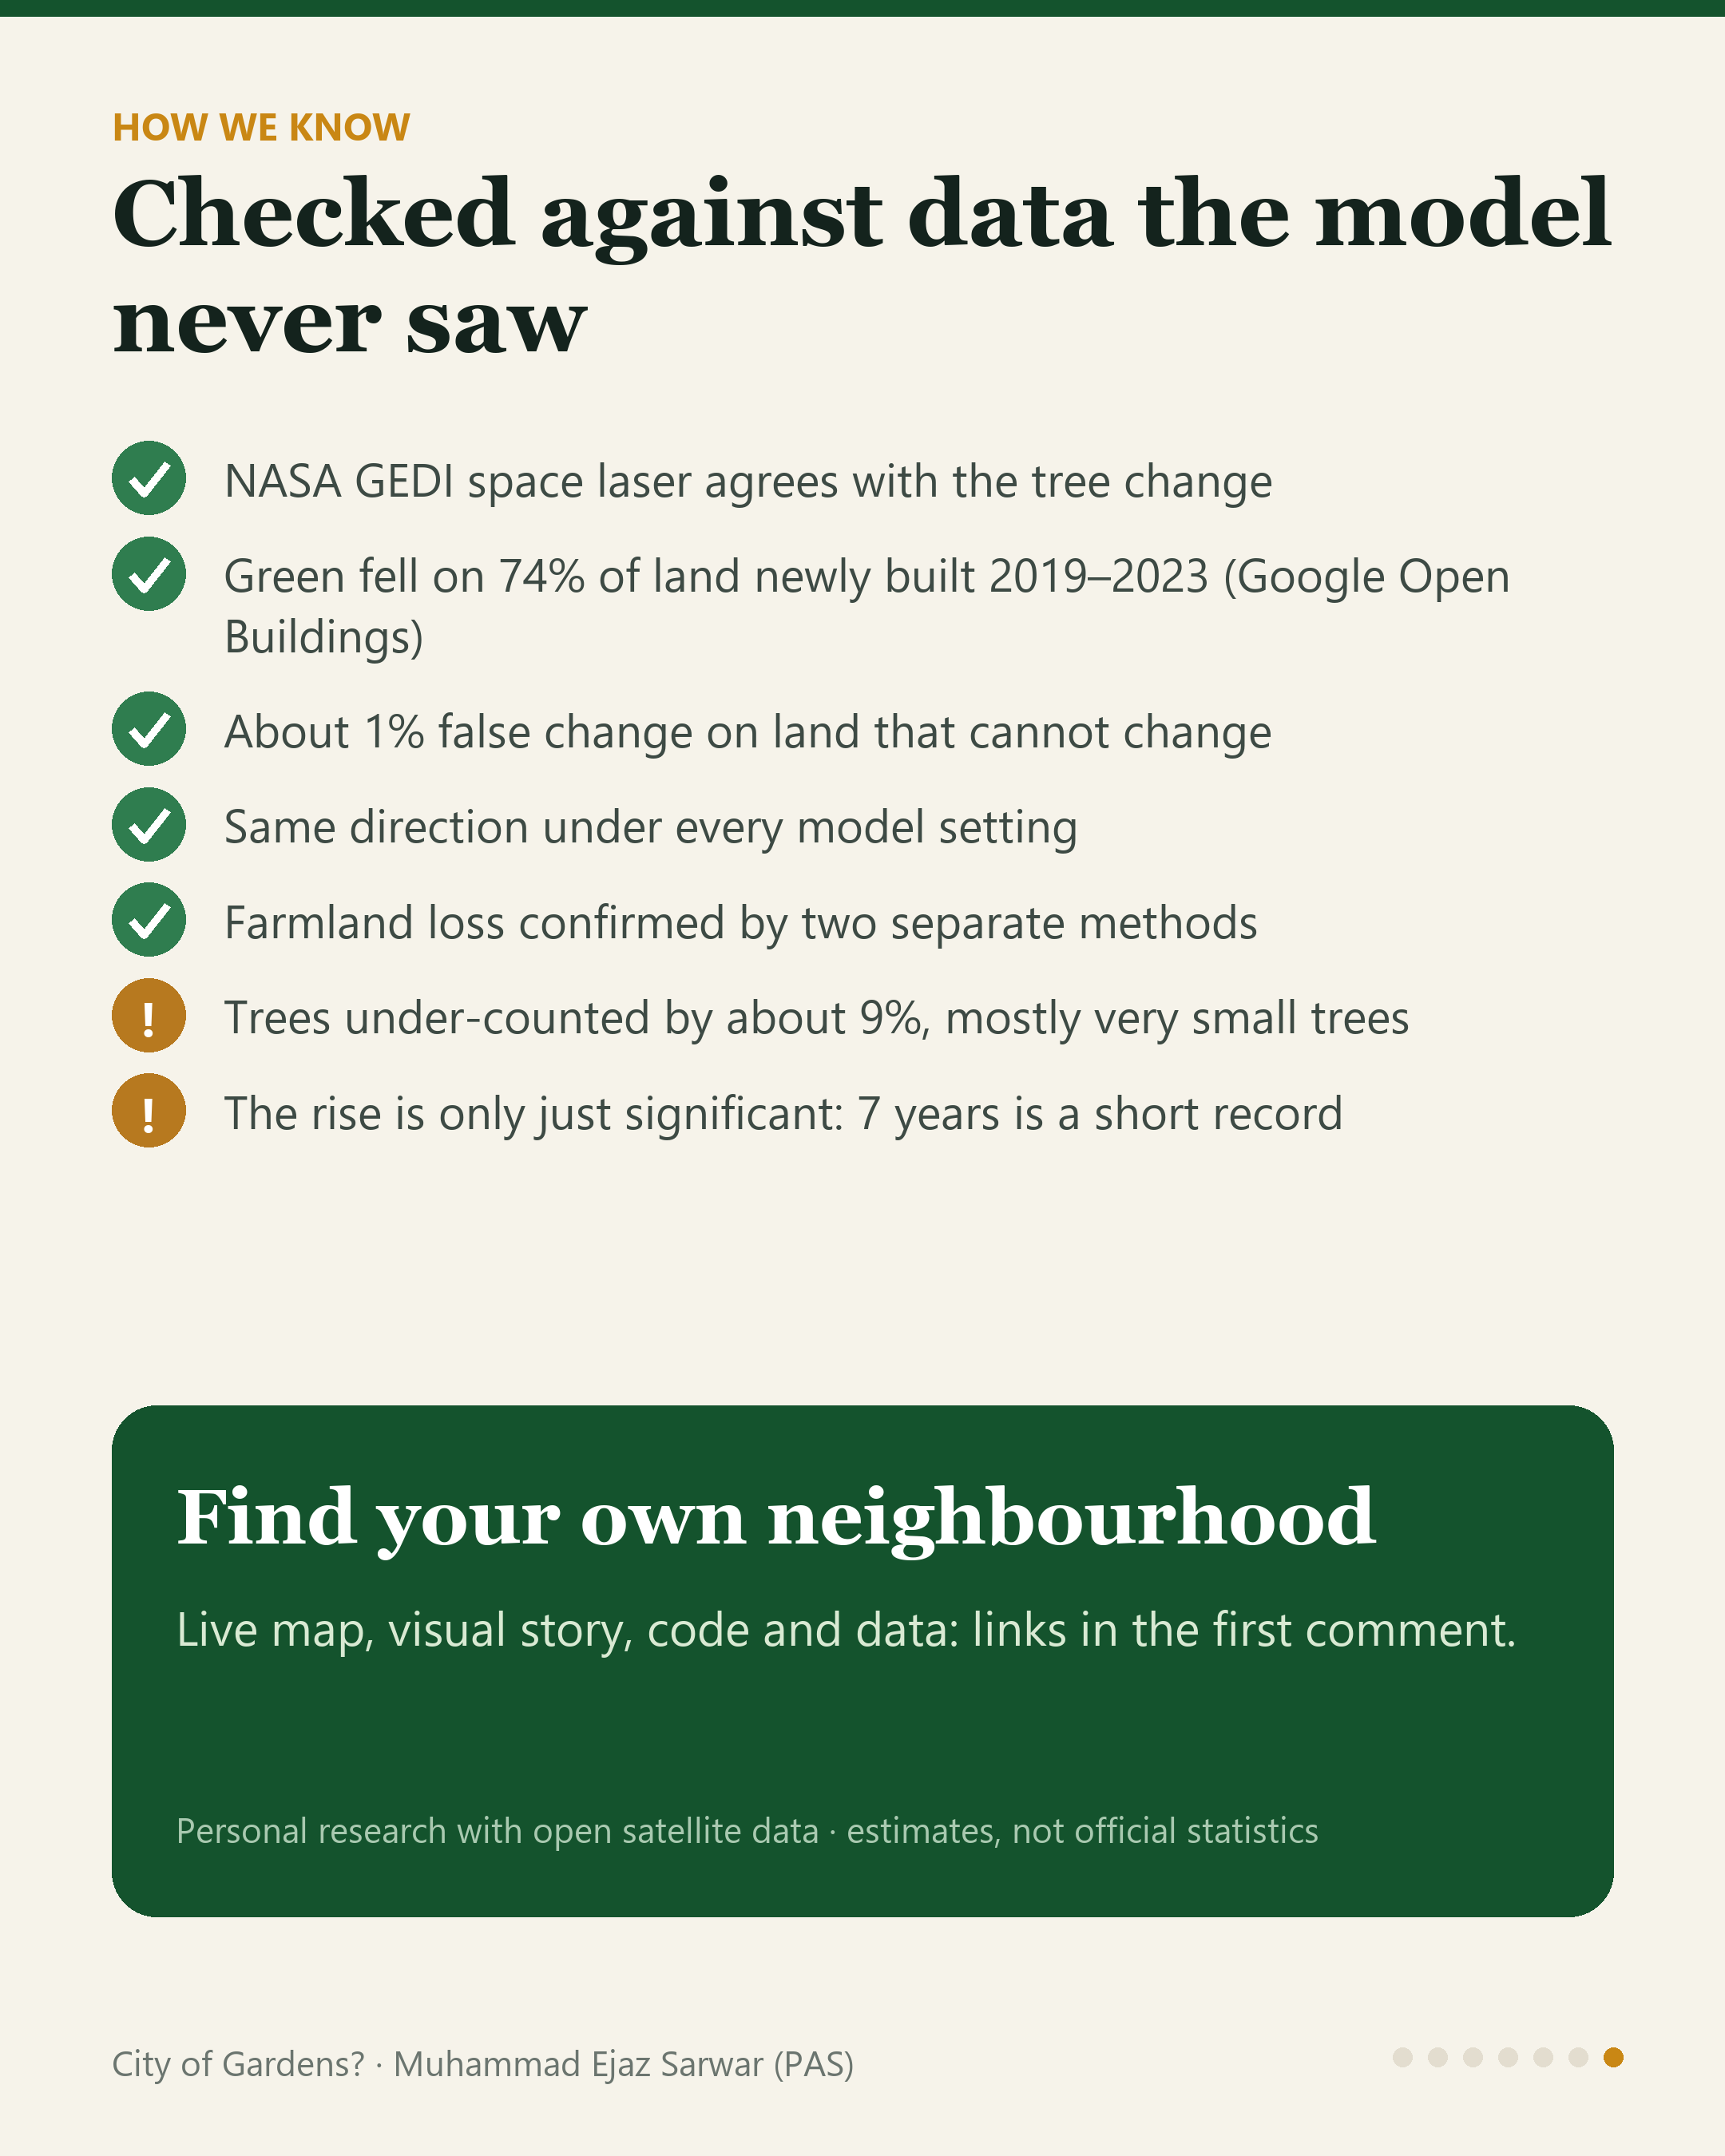 HOW WE KNOW
Checked against data the model
never saw
NASA GEDI space laser agrees with the tree change
Green fell on 74% of land newly built 2019–2023 (Google Open
Buildings)
About 1% false change on land that cannot change
Same direction under every model setting
Farmland loss confirmed by two separate methods
! Trees under-counted by about 9%, mostly very small trees
! The rise is only just significant: 7 years is a short record
Find your own neighbourhood
Live map, visual story, code and data: links in the first comment.
Personal research with open satellite data · estimates, not official statistics
City of Gardens? · Muhammad Ejaz Sarwar (PAS)